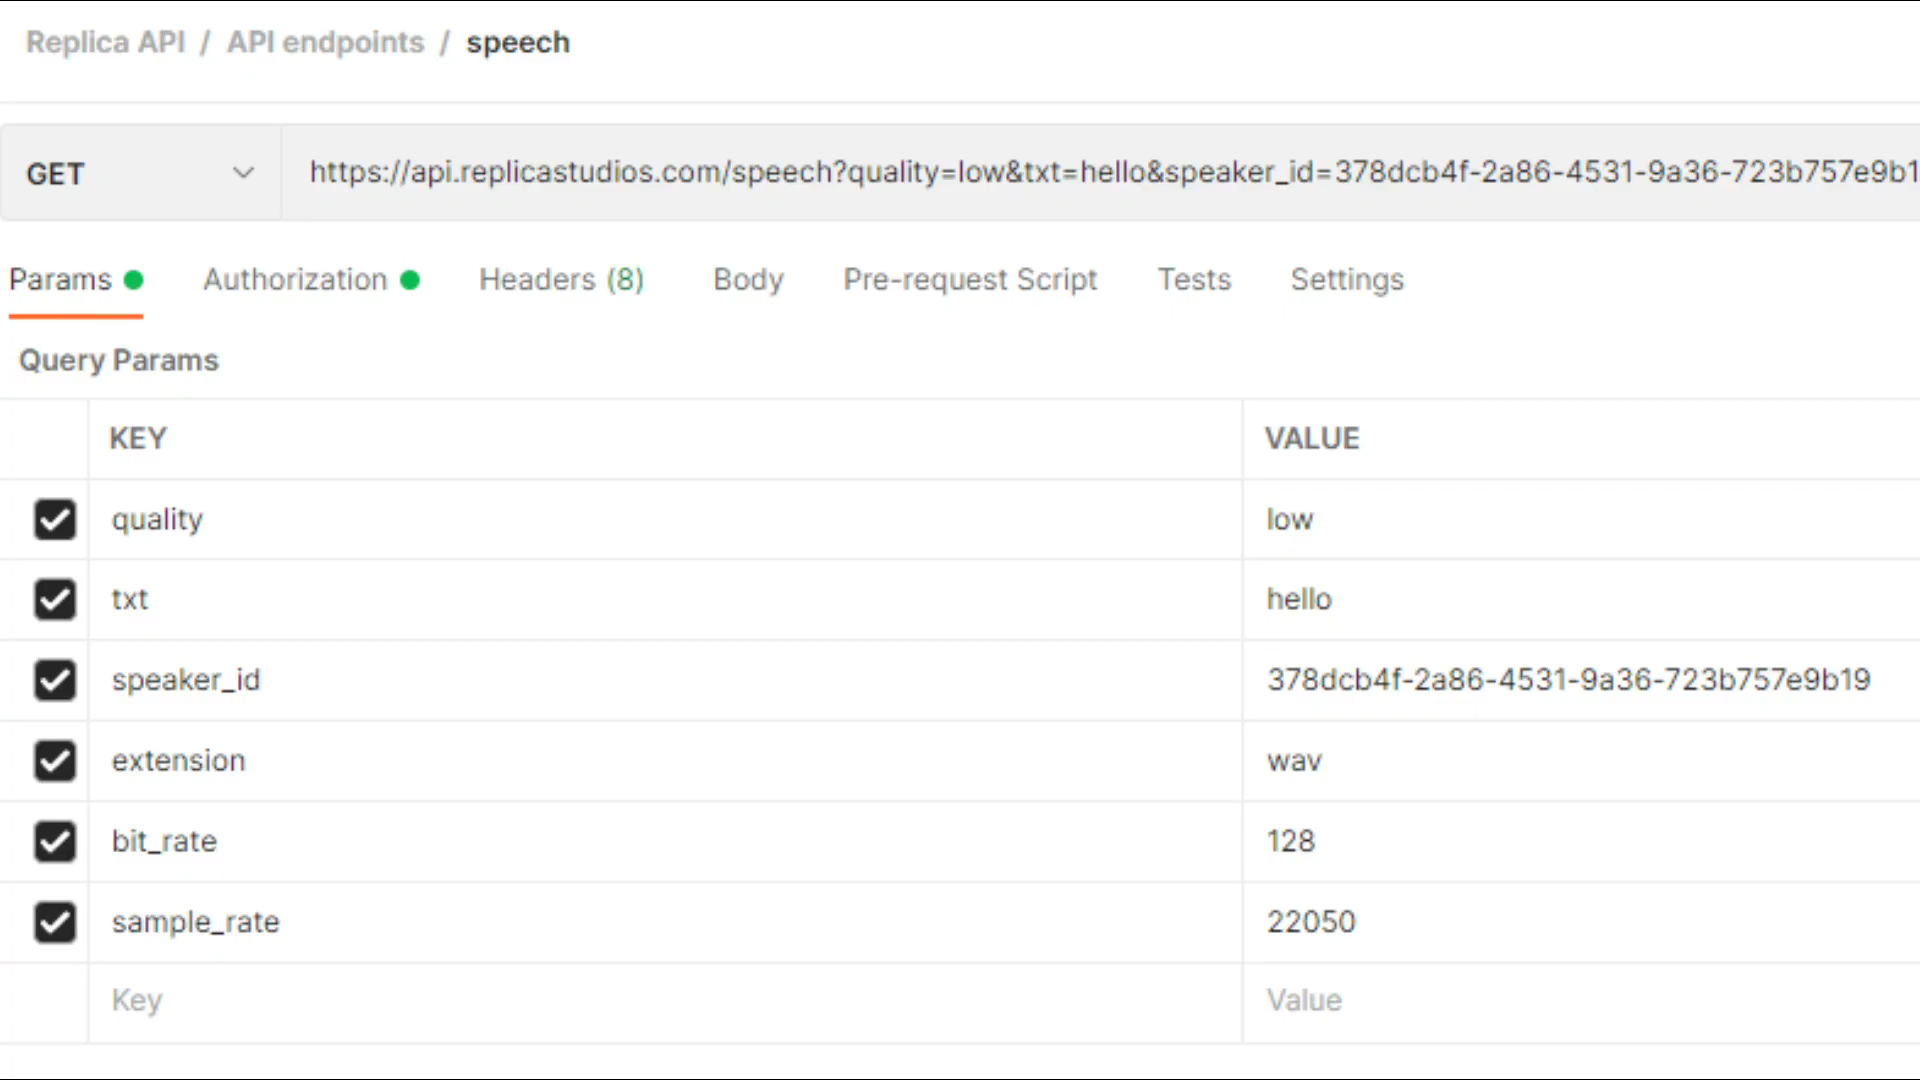 Replica API / API endpoints / speech
GET https://api.replicastudios.com/speech?quality=low&txt=hello&speaker_id=378dcb4f-2a86-4531-9a36-723b757e9b1
Params Authorization Headers (8) Body Pre-request Script Tests Settings
Query Params
KEY VALUE
quality low
txt hello
speaker_id 378dcb4f-2a86-4531-9a36-723b757e9b19
extension wav
bit_rate 128
sample_rate 22050
Key Value